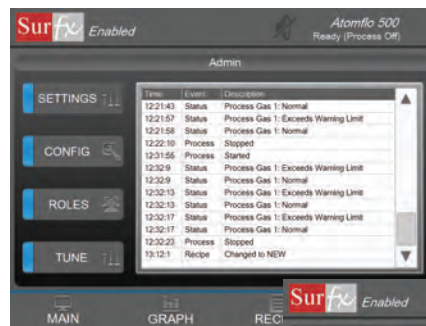 Surfx Enabled
Atomflo 500
Ready (Process Off)
Admin
SETTINGS
CONFIG
ROLES
TUNE
Time Event Description
12:21:43 Status Process Gas 1: Normal
12:21:57 Status Process Gas 1: Exceeds Warning Limit
12:21:58 Status Process Gas 1: Normal
12:22:10 Process Stopped
12:31:55 Process Started
12:32:9 Status Process Gas 1: Exceeds Warning Limit
12:32:9 Status Process Gas 1: Normal
12:32:13 Status Process Gas 1: Exceeds Warning Limit
12:32:13 Status Process Gas 1: Normal
12:32:17 Status Process Gas 1: Exceeds Warning Limit
12:32:17 Status Process Gas 1: Normal
12:32:23 Process Stopped
13:12:1 Recipe Changed to NEW
MAIN GRAPH RECI
Surfx Enabled